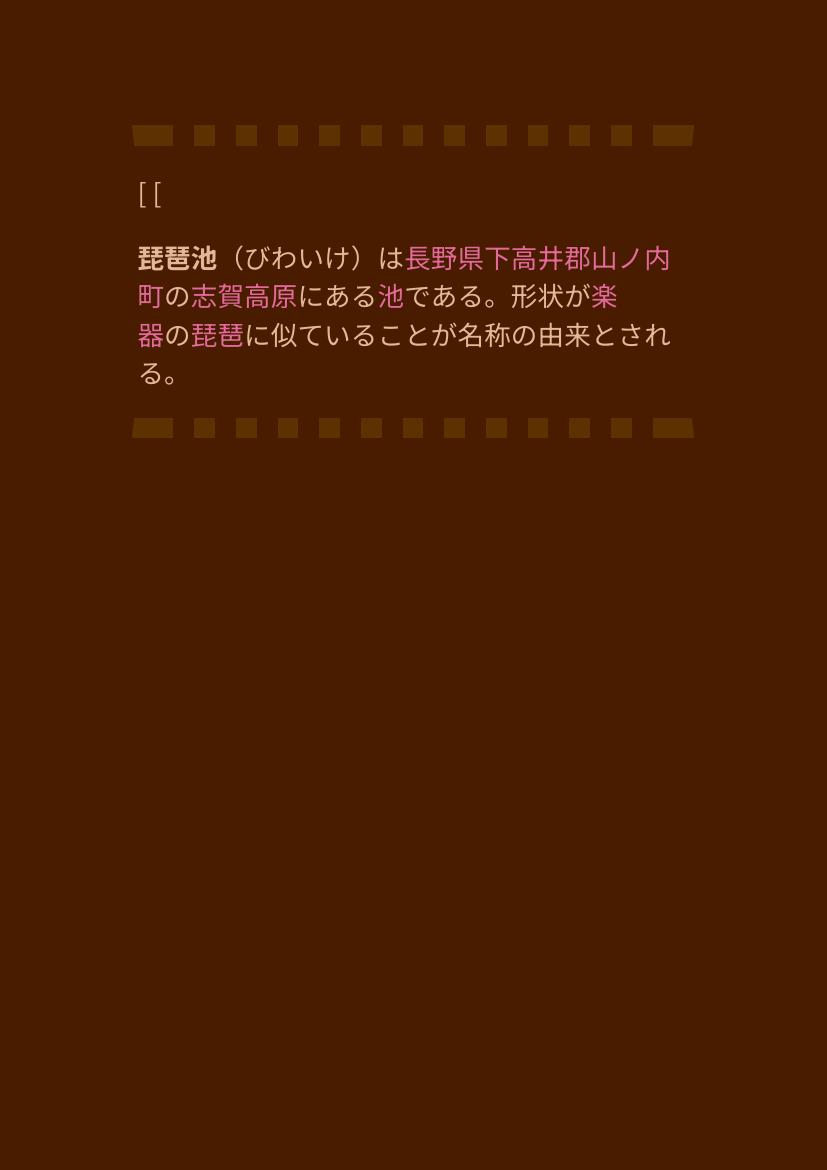 [ [
琵琶池（びわいけ）は長野県下高井郡山ノ内
町の志賀高原にある池である。形状が楽
器の琵琶に似ていることが名称の由来とされ
る。